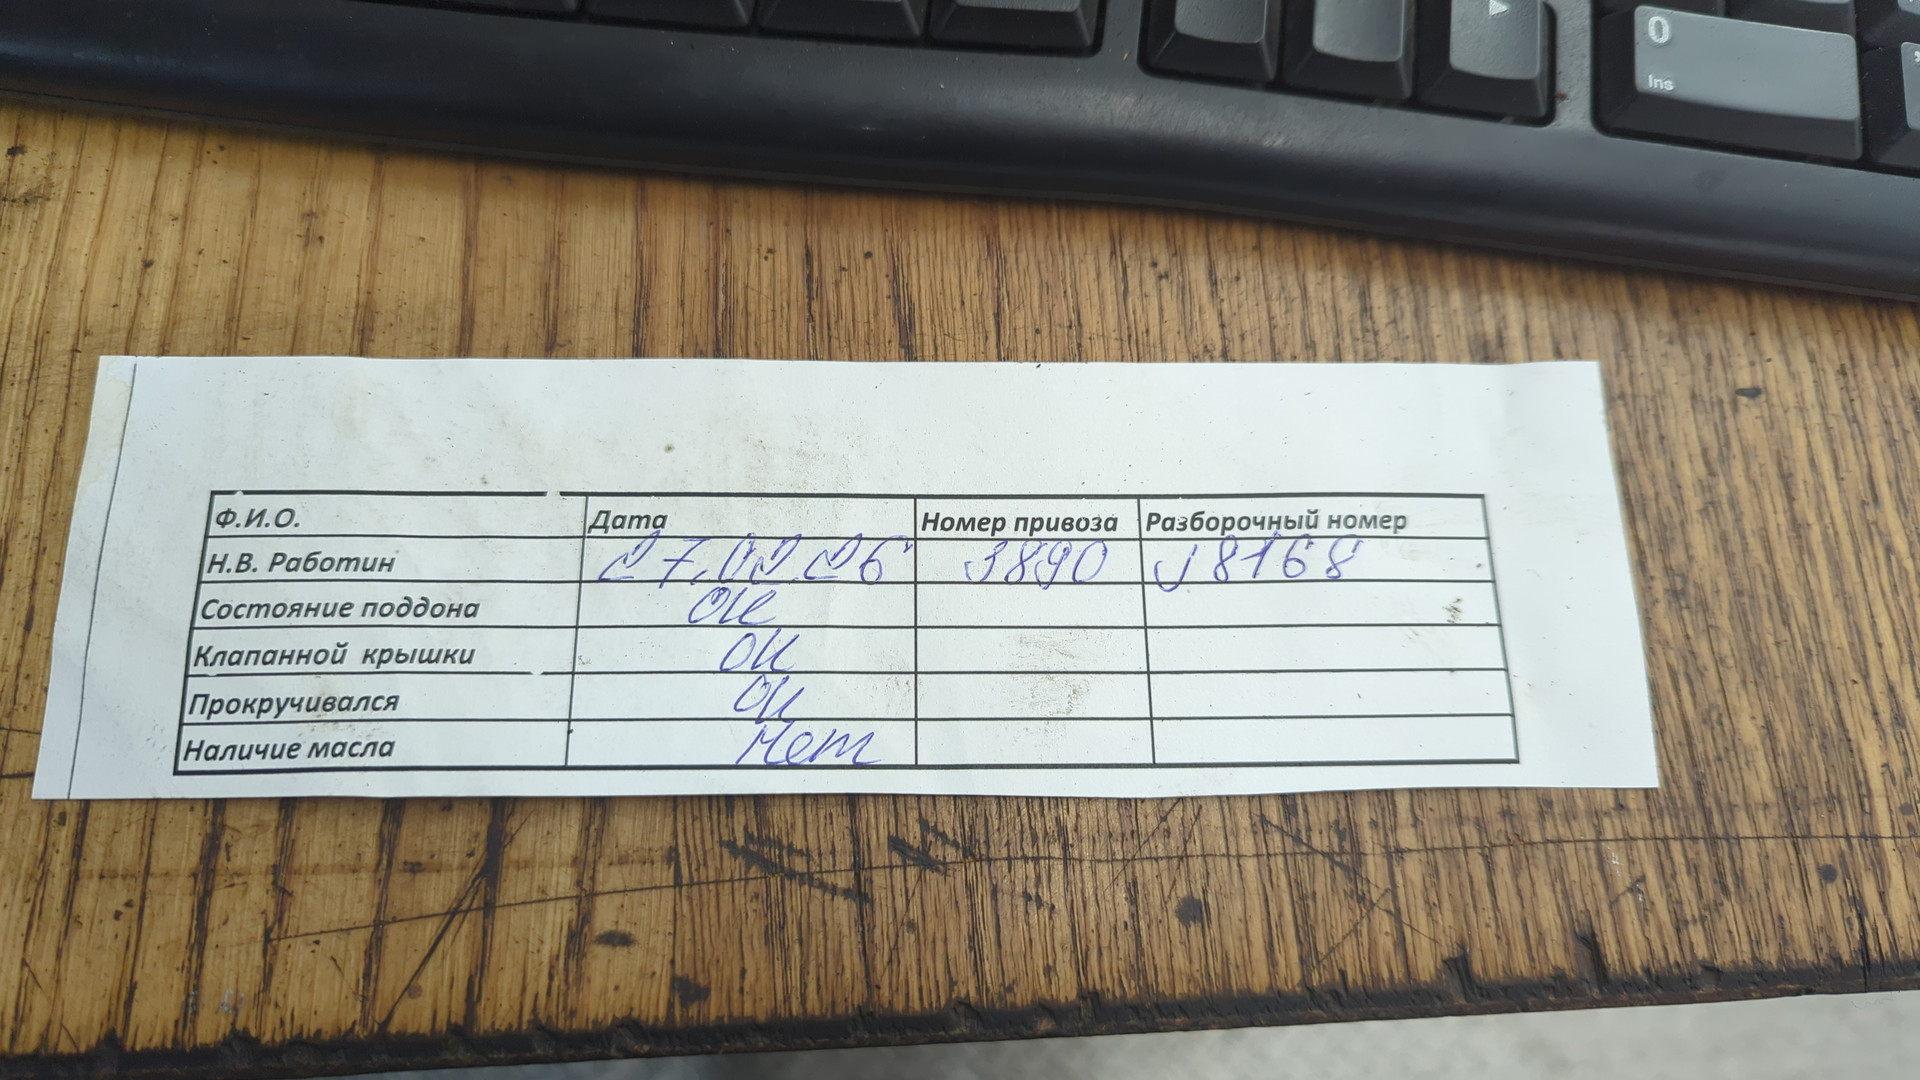 0
Ins
Ф.И.О. Дата Номер привоза Разборочный номер
Н.В. Работин 27.02.26 3890 J8168
Состояние поддона ок
Клапанной крышки ок
Прокручивался ок
Наличие масла Нет